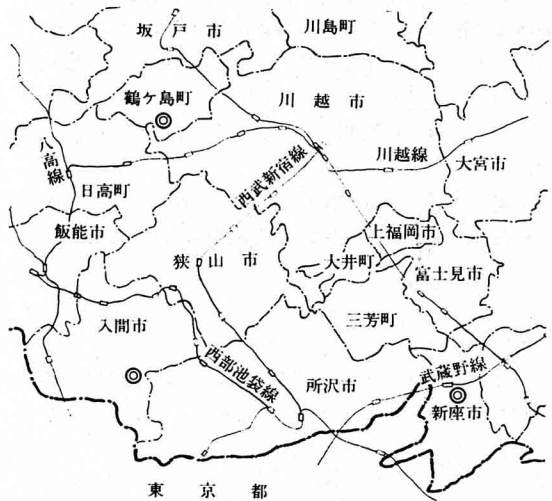 坂戸市
川島町
鶴ケ島町
川越市
八高線
川越線
大宮市
西武新宿線
日高町
飯能市
上福岡市
狭山市
大井町
富士見市
三芳町
入間市
西部池袋線
所沢市
武蔵野線
新座市
東京都